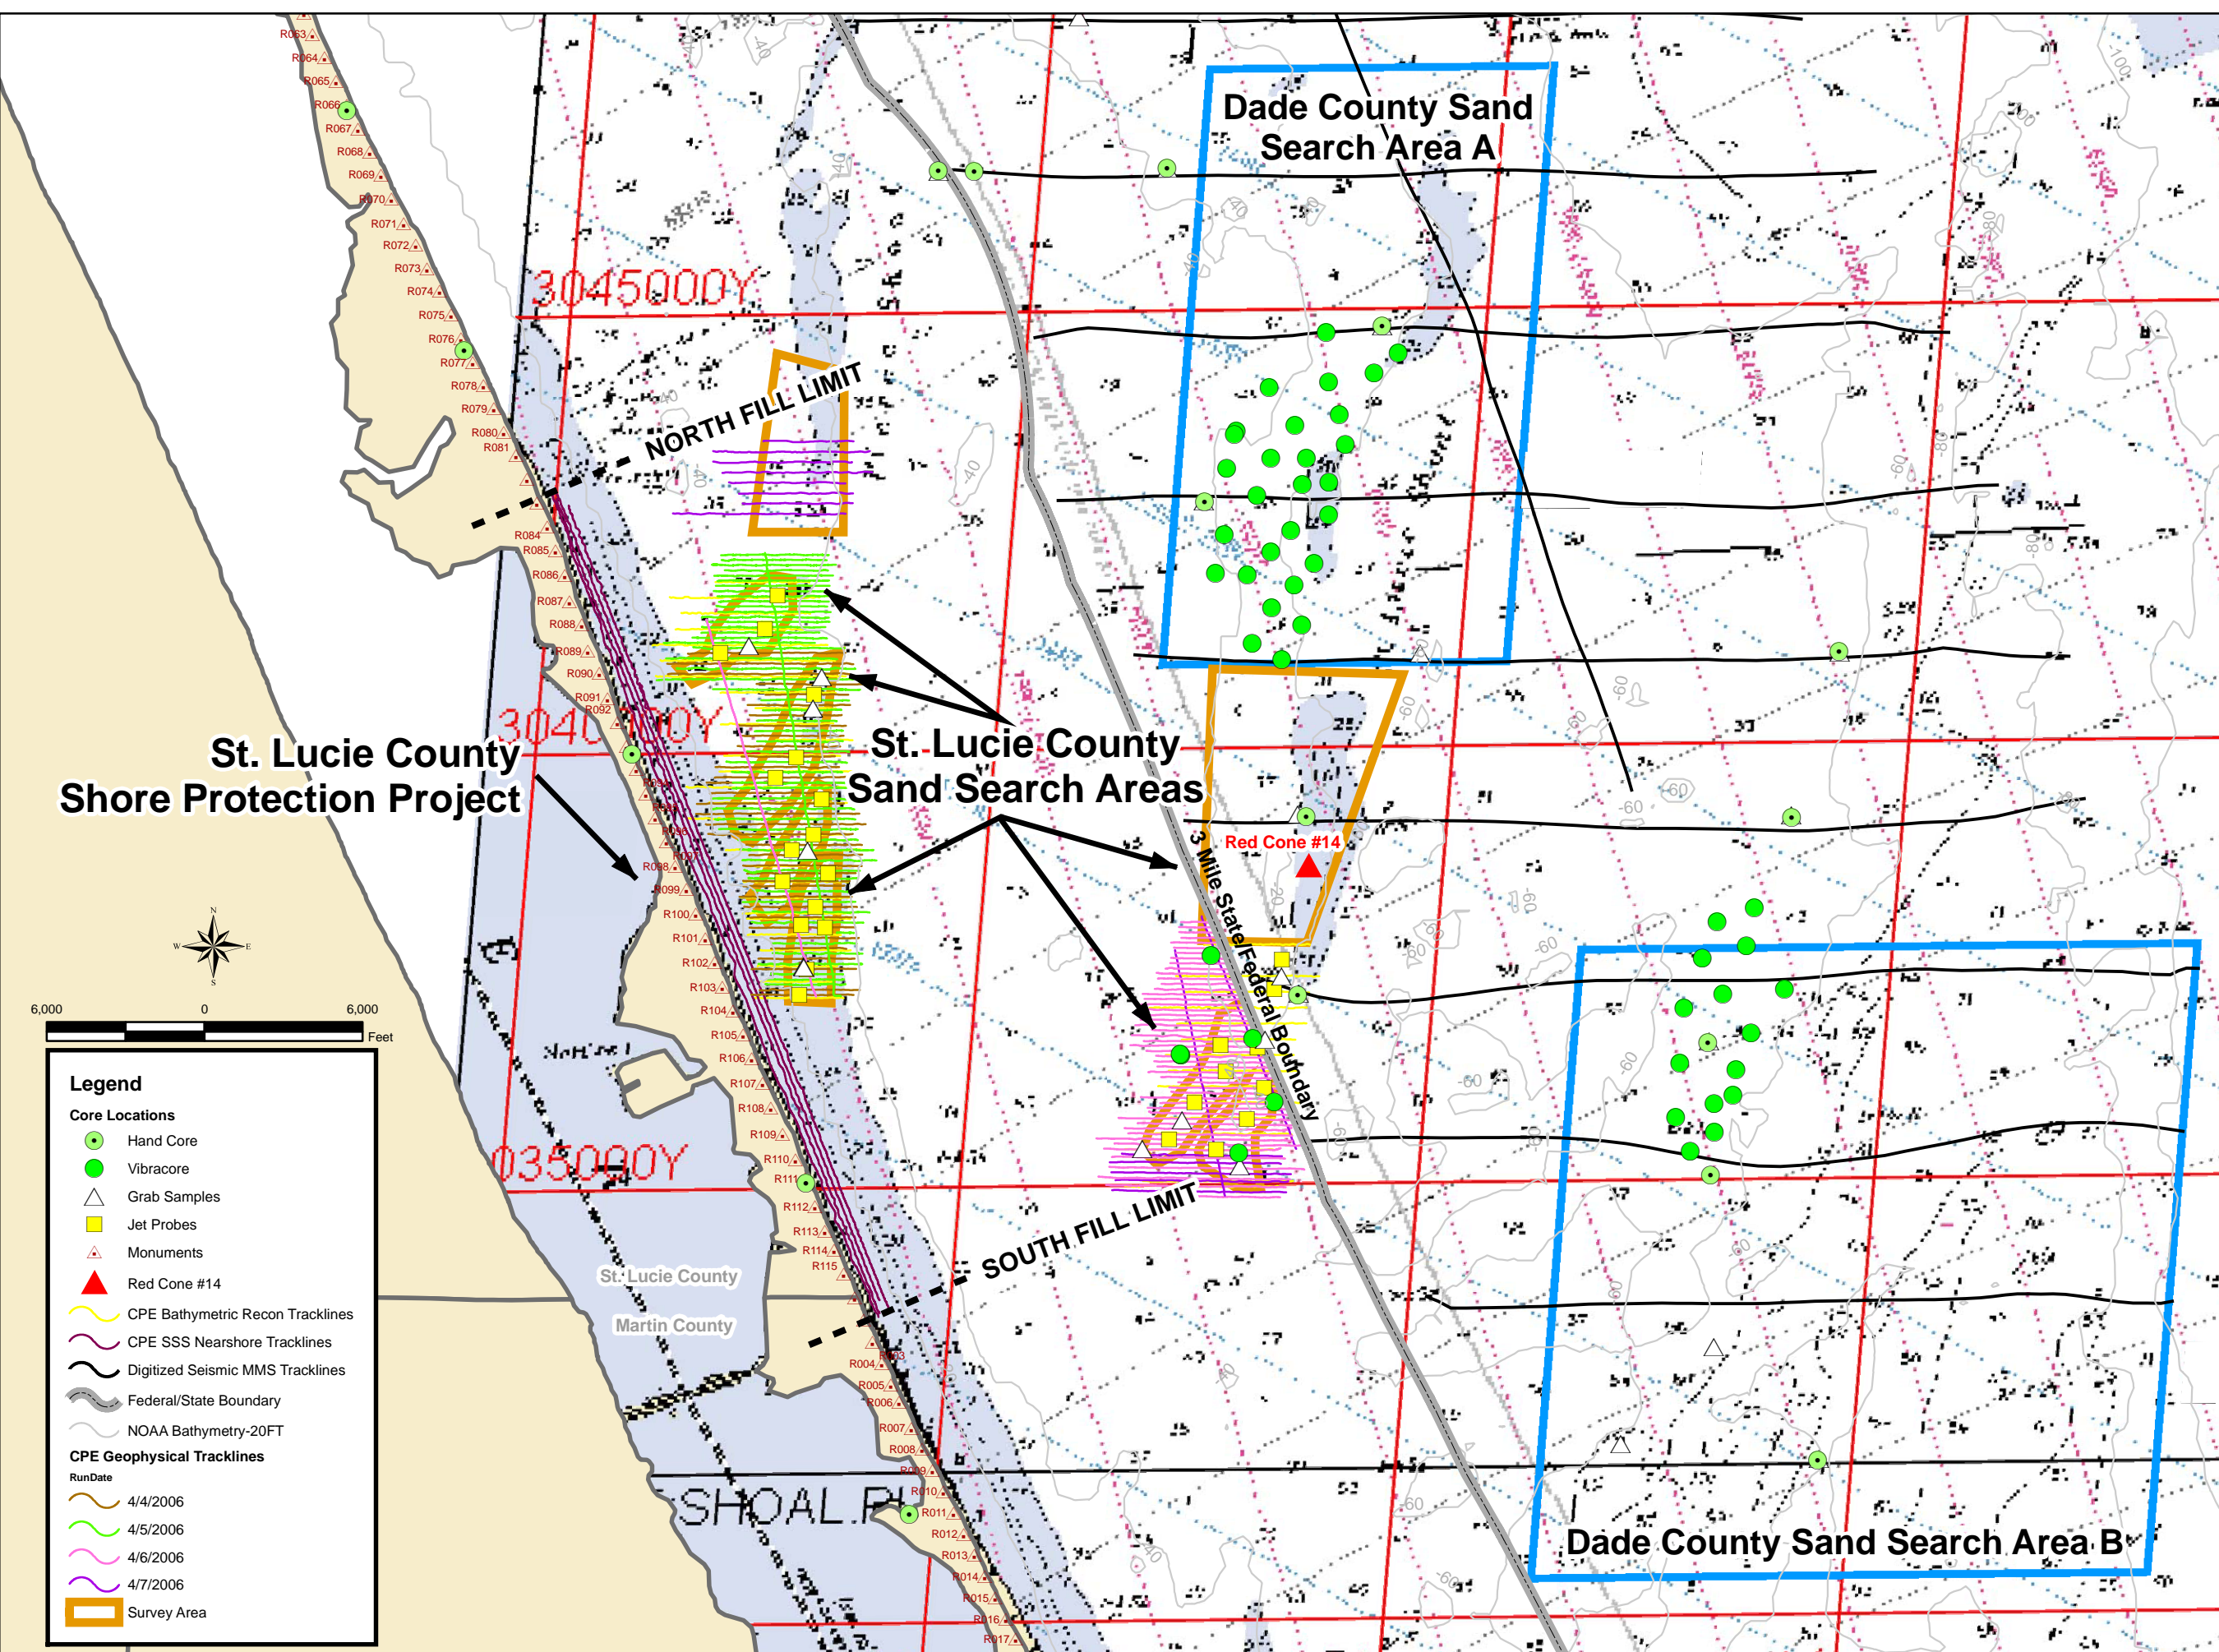 Dade County Sand
Search Area A
3045000Y
NORTH FILL LIMIT
St. Lucie County
Shore Protection Project
St. Lucie County
Sand Search Areas
Red Cone #14
3 Mile State/Federal Boundary
SOUTH FILL LIMIT
035000Y
Dade County Sand Search Area B
St. Lucie County
Martin County
R063
R064
R065
R066
R067
R068
R069
R070
R071
R072
R073
R074
R075
R076
R077
R078
R079
R080
R081
R084
R085
R086
R087
R088
R089
R090
R091
R092
R096
R098
R099
R100
R101
R102
R103
R104
R105
R106
R107
R108
R109
R110
R111
R112
R113
R114
R115
R004
R005
R006
R007
R008
R009
R010
R011
R012
R013
R014
R015
R016
R017
N
W
E
S
6,000
0
6,000
Feet
Legend
Core Locations
Hand Core
Vibracore
Grab Samples
Jet Probes
Monuments
Red Cone #14
CPE Bathymetric Recon Tracklines
CPE SSS Nearshore Tracklines
Digitized Seismic MMS Tracklines
Federal/State Boundary
NOAA Bathymetry-20FT
CPE Geophysical Tracklines
RunDate
4/4/2006
4/5/2006
4/6/2006
4/7/2006
Survey Area